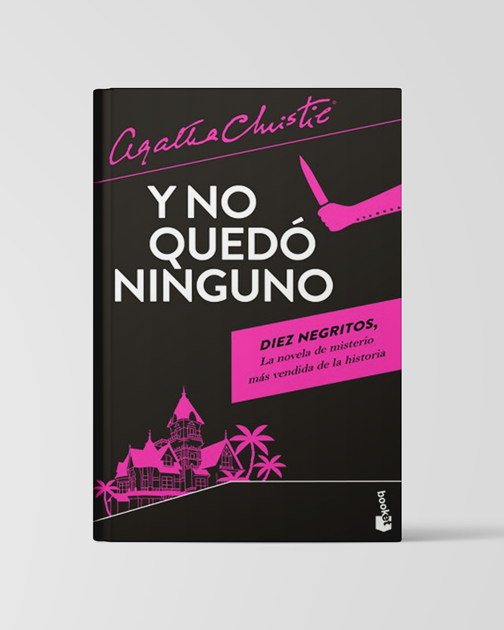 Agatha Christie®
Y NO
QUEDÓ
NINGUNO
DIEZ NEGRITOS,
La novela de misterio
más vendida de la historia
booket